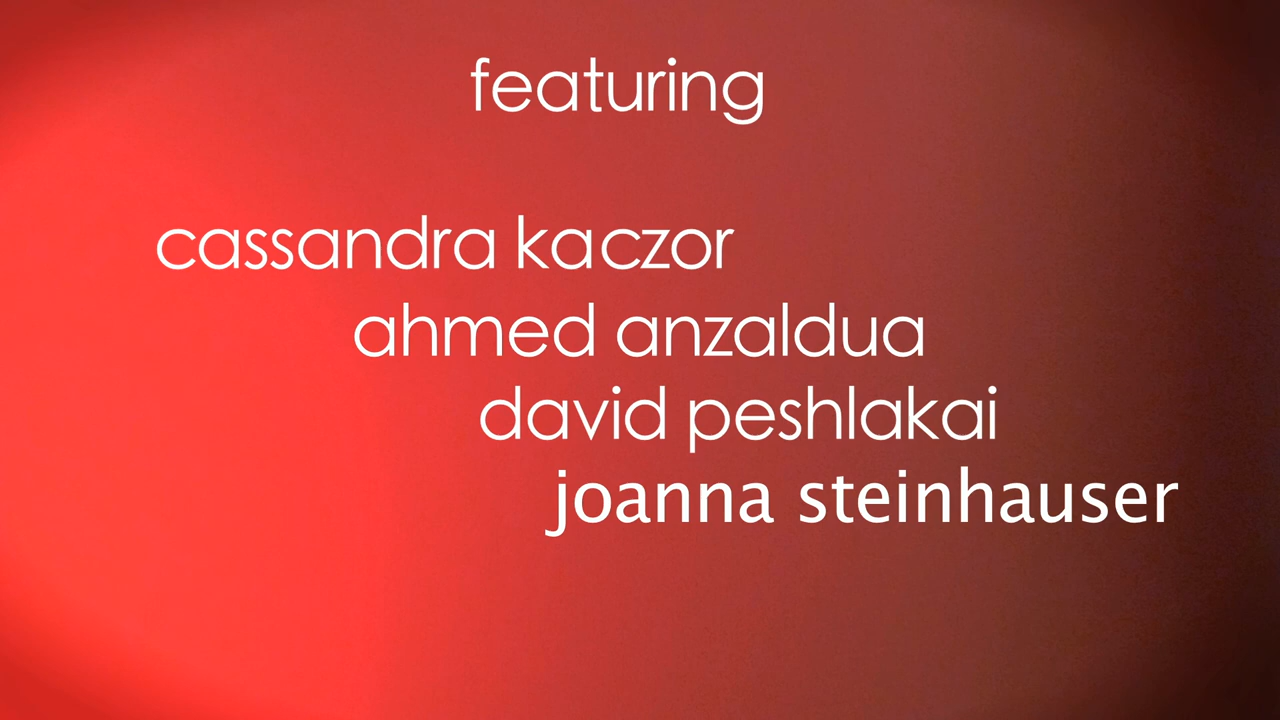 featuring
cassandra kaczor
ahmed anzaldua
david peshlakai
joanna steinhauser